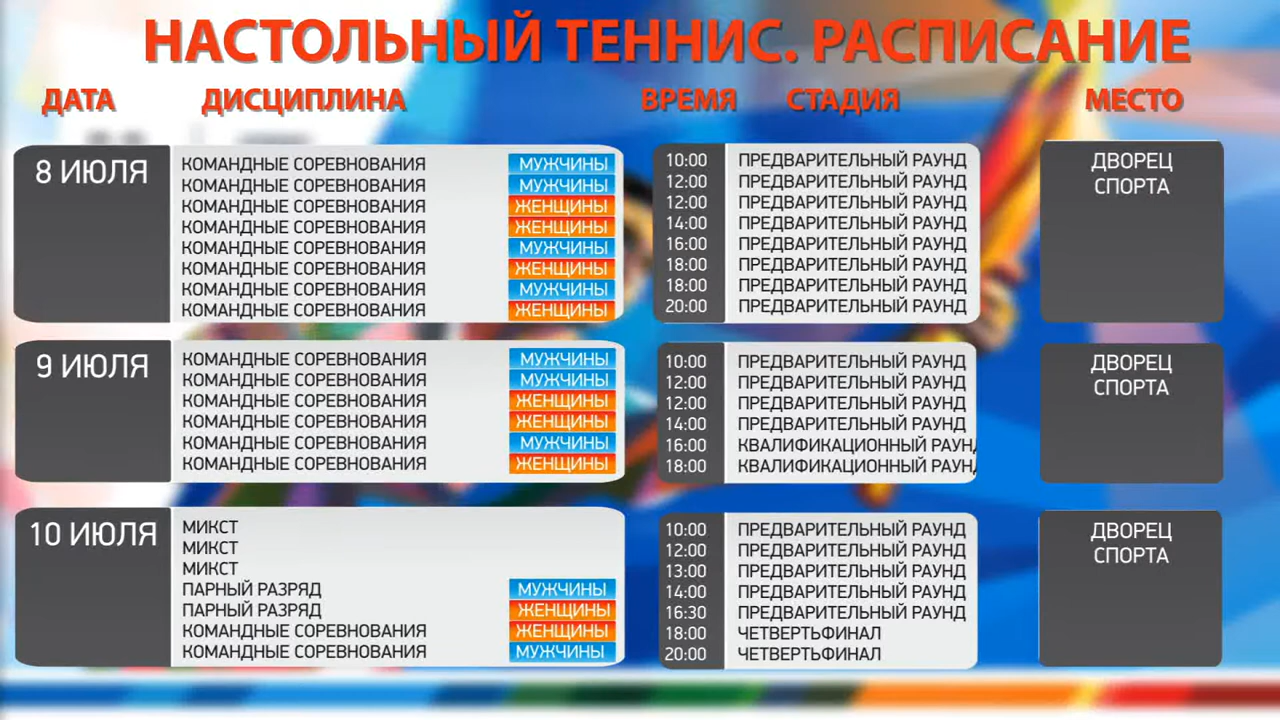 НАСТОЛЬНЫЙ ТЕННИС. РАСПИСАНИЕ
ДАТА ДИСЦИПЛИНА ВРЕМЯ СТАДИЯ МЕСТО
8 ИЮЛЯ КОМАНДНЫЕ СОРЕВНОВАНИЯ МУЖЧИНЫ 10:00 ПРЕДВАРИТЕЛЬНЫЙ РАУНД ДВОРЕЦ
КОМАНДНЫЕ СОРЕВНОВАНИЯ МУЖЧИНЫ 12:00 ПРЕДВАРИТЕЛЬНЫЙ РАУНД СПОРТА
КОМАНДНЫЕ СОРЕВНОВАНИЯ ЖЕНЩИНЫ 12:00 ПРЕДВАРИТЕЛЬНЫЙ РАУНД
КОМАНДНЫЕ СОРЕВНОВАНИЯ ЖЕНЩИНЫ 14:00 ПРЕДВАРИТЕЛЬНЫЙ РАУНД
КОМАНДНЫЕ СОРЕВНОВАНИЯ МУЖЧИНЫ 16:00 ПРЕДВАРИТЕЛЬНЫЙ РАУНД
КОМАНДНЫЕ СОРЕВНОВАНИЯ ЖЕНЩИНЫ 18:00 ПРЕДВАРИТЕЛЬНЫЙ РАУНД
КОМАНДНЫЕ СОРЕВНОВАНИЯ МУЖЧИНЫ 18:00 ПРЕДВАРИТЕЛЬНЫЙ РАУНД
КОМАНДНЫЕ СОРЕВНОВАНИЯ ЖЕНЩИНЫ 20:00 ПРЕДВАРИТЕЛЬНЫЙ РАУНД
9 ИЮЛЯ КОМАНДНЫЕ СОРЕВНОВАНИЯ МУЖЧИНЫ 10:00 ПРЕДВАРИТЕЛЬНЫЙ РАУНД ДВОРЕЦ
КОМАНДНЫЕ СОРЕВНОВАНИЯ МУЖЧИНЫ 12:00 ПРЕДВАРИТЕЛЬНЫЙ РАУНД СПОРТА
КОМАНДНЫЕ СОРЕВНОВАНИЯ ЖЕНЩИНЫ 12:00 ПРЕДВАРИТЕЛЬНЫЙ РАУНД
КОМАНДНЫЕ СОРЕВНОВАНИЯ ЖЕНЩИНЫ 14:00 ПРЕДВАРИТЕЛЬНЫЙ РАУНД
КОМАНДНЫЕ СОРЕВНОВАНИЯ МУЖЧИНЫ 16:00 КВАЛИФИКАЦИОННЫЙ РАУНД
КОМАНДНЫЕ СОРЕВНОВАНИЯ ЖЕНЩИНЫ 18:00 КВАЛИФИКАЦИОННЫЙ РАУНД
10 ИЮЛЯ МИКСТ 10:00 ПРЕДВАРИТЕЛЬНЫЙ РАУНД ДВОРЕЦ
МИКСТ 12:00 ПРЕДВАРИТЕЛЬНЫЙ РАУНД СПОРТА
МИКСТ 13:00 ПРЕДВАРИТЕЛЬНЫЙ РАУНД
ПАРНЫЙ РАЗРЯД МУЖЧИНЫ 14:00 ПРЕДВАРИТЕЛЬНЫЙ РАУНД
ПАРНЫЙ РАЗРЯД ЖЕНЩИНЫ 16:30 ПРЕДВАРИТЕЛЬНЫЙ РАУНД
КОМАНДНЫЕ СОРЕВНОВАНИЯ ЖЕНЩИНЫ 18:00 ЧЕТВЕРТЬФИНАЛ
КОМАНДНЫЕ СОРЕВНОВАНИЯ МУЖЧИНЫ 20:00 ЧЕТВЕРТЬФИНАЛ